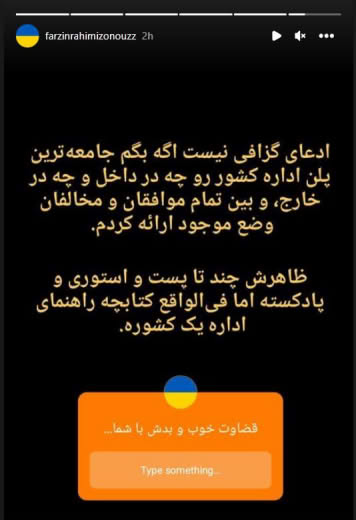 farzinrahimizonouzz 2h
ادعای گزافی نیست اگه بگم جامعه‌ترین
پلن اداره کشور رو چه در داخل و چه در
خارج، و بین تمام موافقان و مخالفان
وضع موجود ارائه کردم.
ظاهرش چند تا پست و استوری و
پادکسته اما فی‌الواقع کتابچه راهنمای
اداره یک کشوره.
قضاوت خوب و بدش با شما...
Type something...